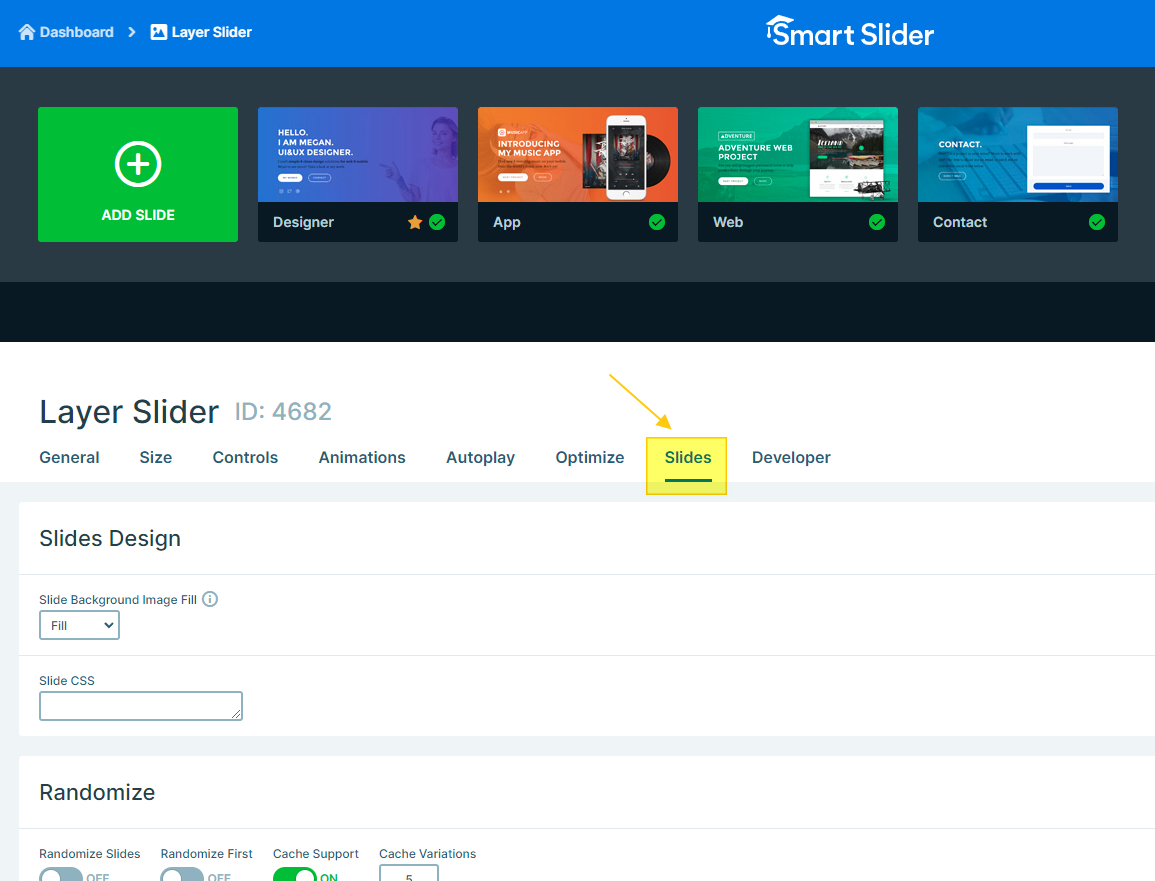 Dashboard > Layer Slider
Smart Slider
ADD SLIDE
HELLO.
I AM MEGAN.
UI&UX DESIGNER.
Designer
INTRODUCING
MY MUSIC APP
App
ADVENTURE
ADVENTURE WEB
PROJECT
Web
CONTACT.
Contact
Layer Slider ID: 4682
General Size Controls Animations Autoplay Optimize Slides Developer
Slides Design
Slide Background Image Fill
Fill
Slide CSS
Randomize
Randomize Slides Randomize First Cache Support Cache Variations
OFF OFF ON 5